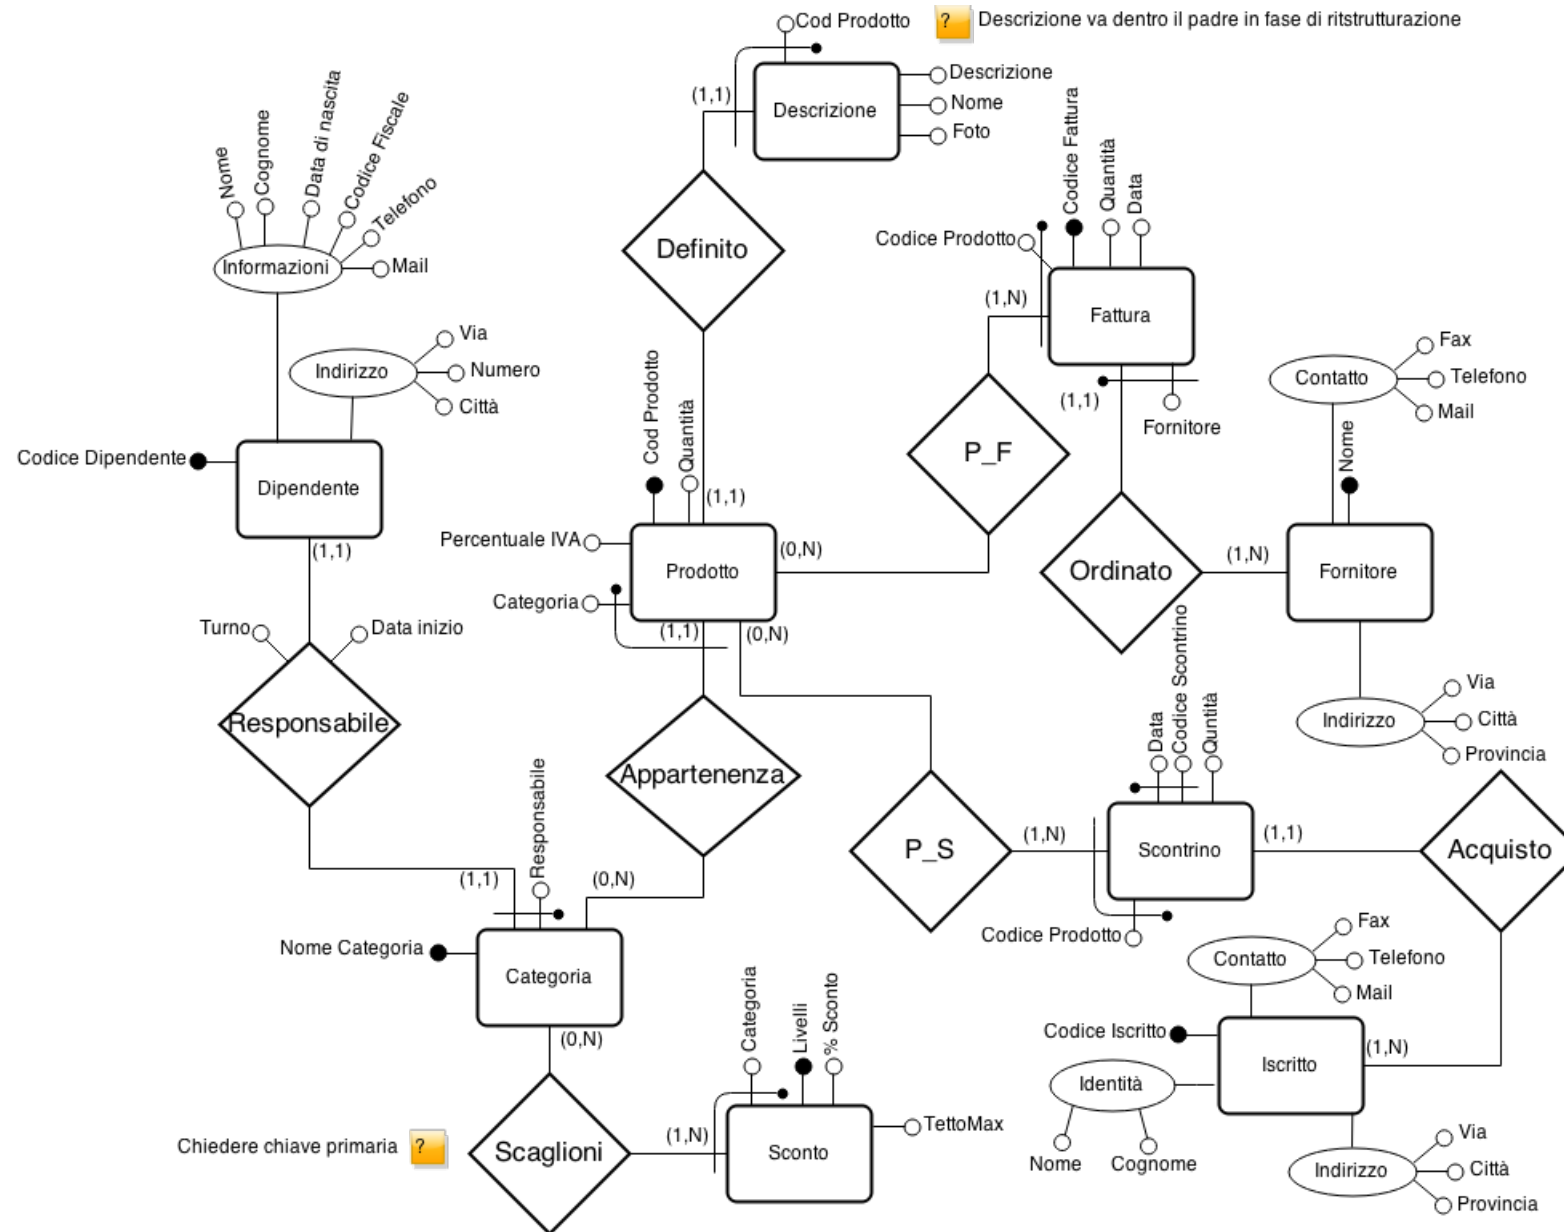 Cod Prodotto
Descrizione va dentro il padre in fase di ritstrutturazione
Descrizione
Nome
Foto
(1,1)
Descrizione
Nome
Cognome
Data di nascita
Codice Fiscale
Telefono
Mail
Informazioni
Definito
Codice Fattura
Quantità
Data
Codice Prodotto
(1,N)
Fattura
(1,1)
Fornitore
Via
Numero
Città
Indirizzo
Codice Dipendente
Dipendente
(1,1)
P_F
Fax
Telefono
Mail
Contatto
Nome
Cod Prodotto
Quantità
(1,1)
Percentuale IVA
Categoria
Prodotto
(0,N)
(1,1)
(0,N)
Ordinato
(1,N)
Fornitore
Turno
Data inizio
Responsabile
Appartenenza
Via
Città
Provincia
Indirizzo
Data
Codice Scontrino
Quntità
P_S
(1,N)
Scontrino
(1,1)
Acquisto
Codice Prodotto
Responsabile
(1,1)
(0,N)
Nome Categoria
Categoria
(0,N)
Fax
Telefono
Mail
Contatto
Codice Iscritto
Iscritto
(1,N)
Identità
Nome
Cognome
Via
Città
Provincia
Indirizzo
Categoria
Livelli
% Sconto
TettoMax
Chiedere chiave primaria
?
Scaglioni
(1,N)
Sconto
?